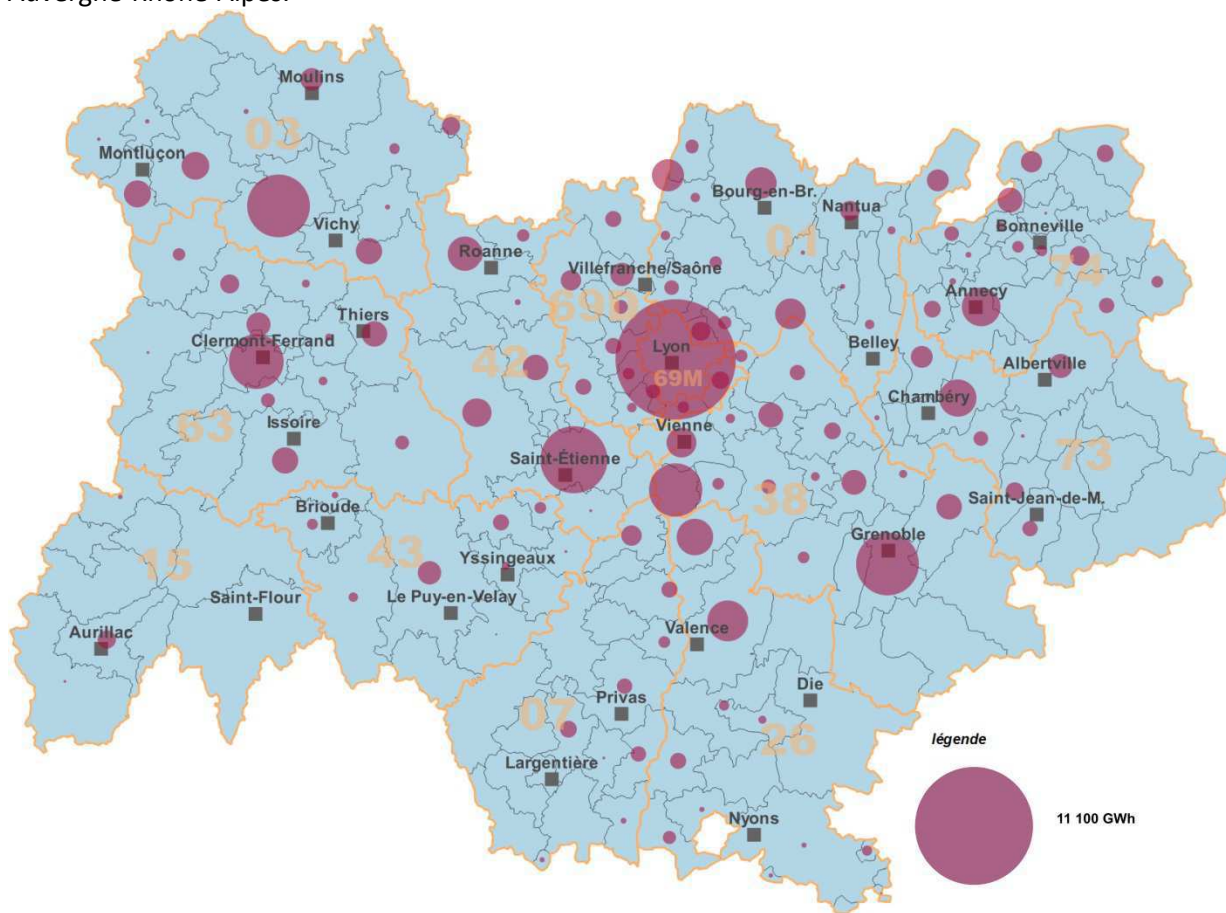 Auvergne-Rhône-Alpes.
Moulins
03
Montluçon
Vichy
Roanne
Bourg-en-Br.
Nantua
01
Bonneville
74
Villefranche/Saône
69D
Annecy
Thiers
Clermont-Ferrand
Lyon
69M
Belley
Albertville
42
Chambéry
63
Issoire
Vienne
73
Saint-Étienne
38
Saint-Jean-de-M.
Brioude
Grenoble
43
Yssingeaux
15
Saint-Flour
Le Puy-en-Velay
Aurillac
Valence
Die
Privas
07
26
Largentière
légende
11 100 GWh
Nyons